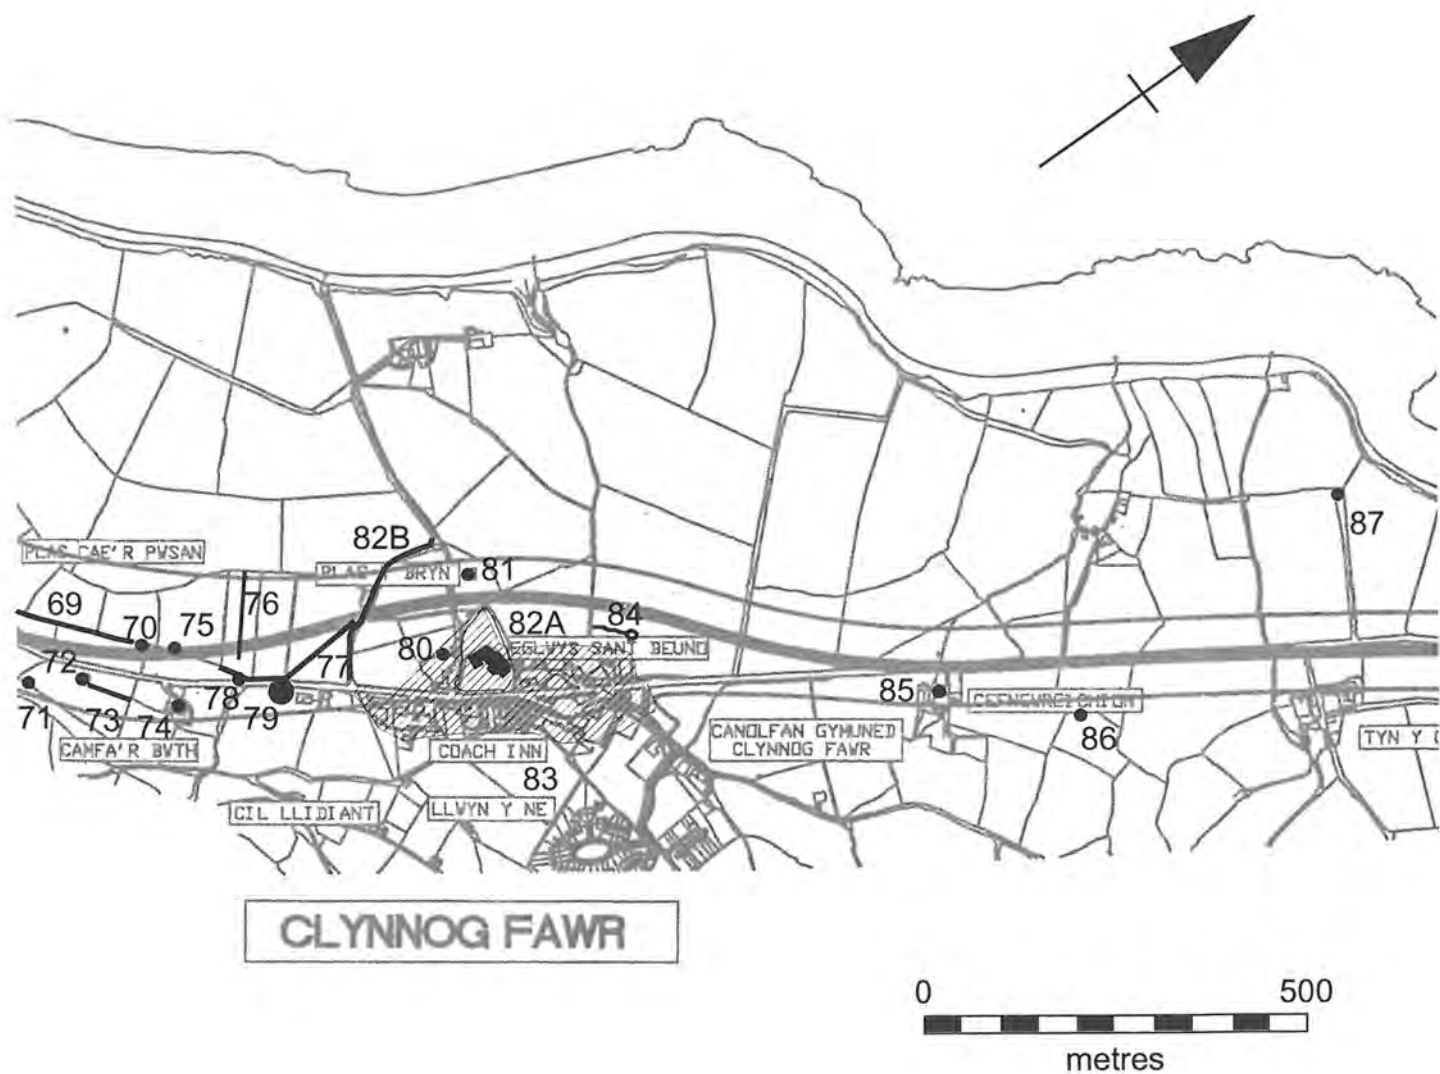 82B
87
PLAS CAE'R PWSAN
PLAS Y BRYN
81
69
70
75
76
82A
84
80
EGLWYS SANT BEUNO
72
77
78
85
71
73
74
79
CANOLFAN GYMUNED
CLYNNOG FAWR
86
TYN Y
CAMFA'R BWTH
COACH INN
83
CIL LLIDIANT
LLWYN Y NE
CLYNNOG FAWR
0 500
metres